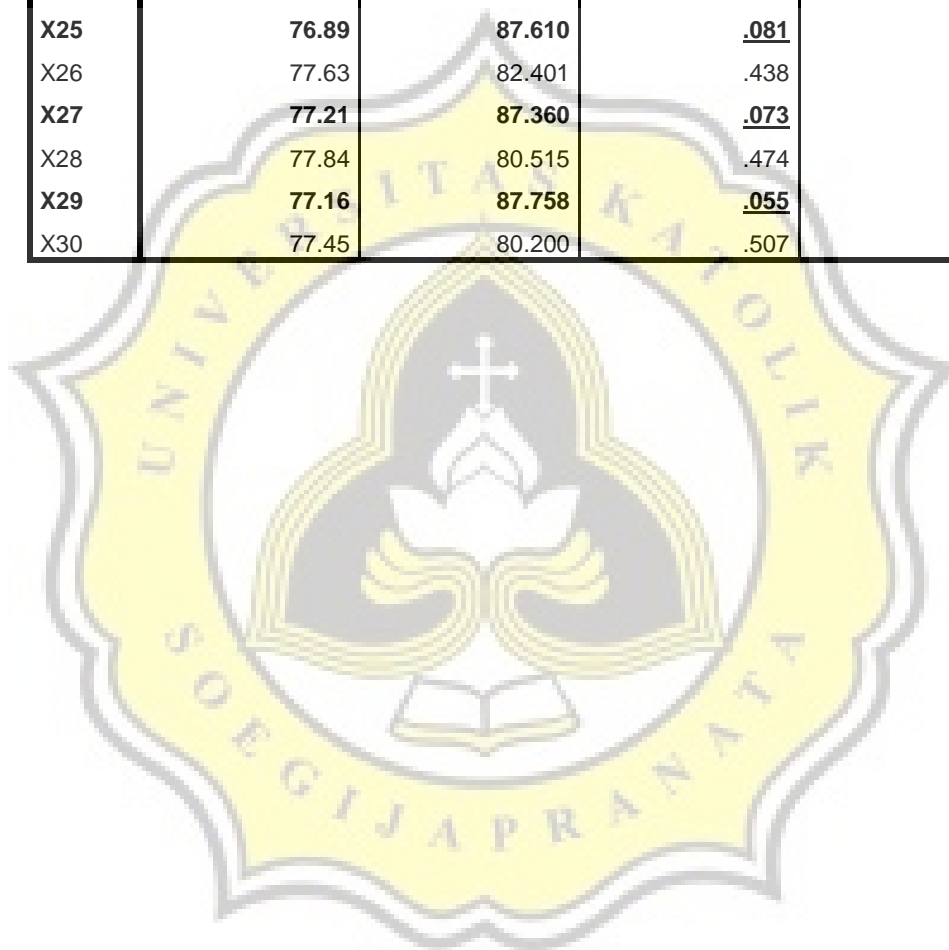 X25 76.89 87.610 .081
X26 77.63 82.401 .438
X27 77.21 87.360 .073
X28 77.84 80.515 .474
X29 77.16 87.758 .055
X30 77.45 80.200 .507
UNIVERSITAS KATOLIK
SOEGIJAPRANATA